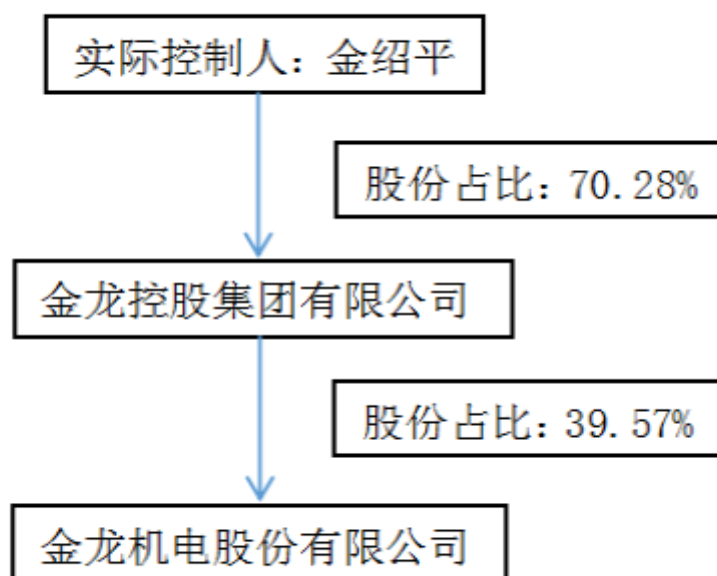 实际控制人：金绍平
股份占比：70.28%
金龙控股集团有限公司
股份占比：39.57%
金龙机电股份有限公司